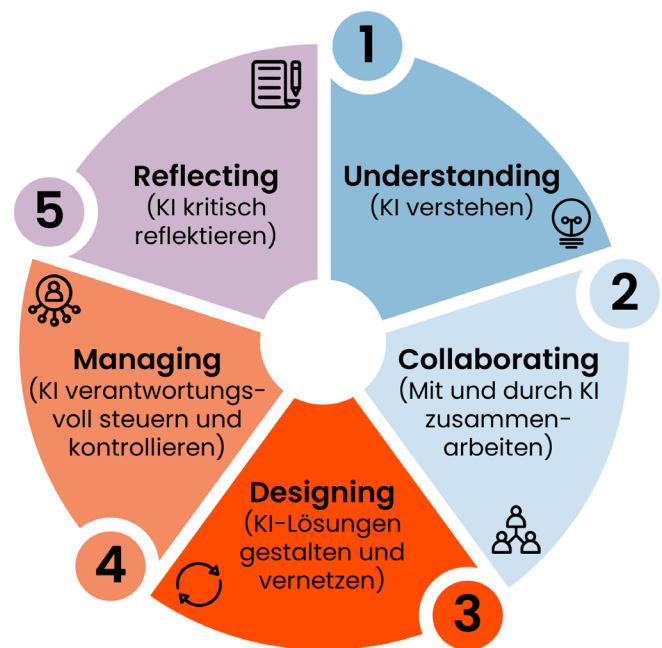 1
Understanding
(KI verstehen)
2
Collaborating
(Mit und durch KI
zusammen-
arbeiten)
3
Designing
(KI-Lösungen
gestalten und
vernetzen)
4
Managing
(KI verantwortungs-
voll steuern und
kontrollieren)
5
Reflecting
(KI kritisch
reflektieren)